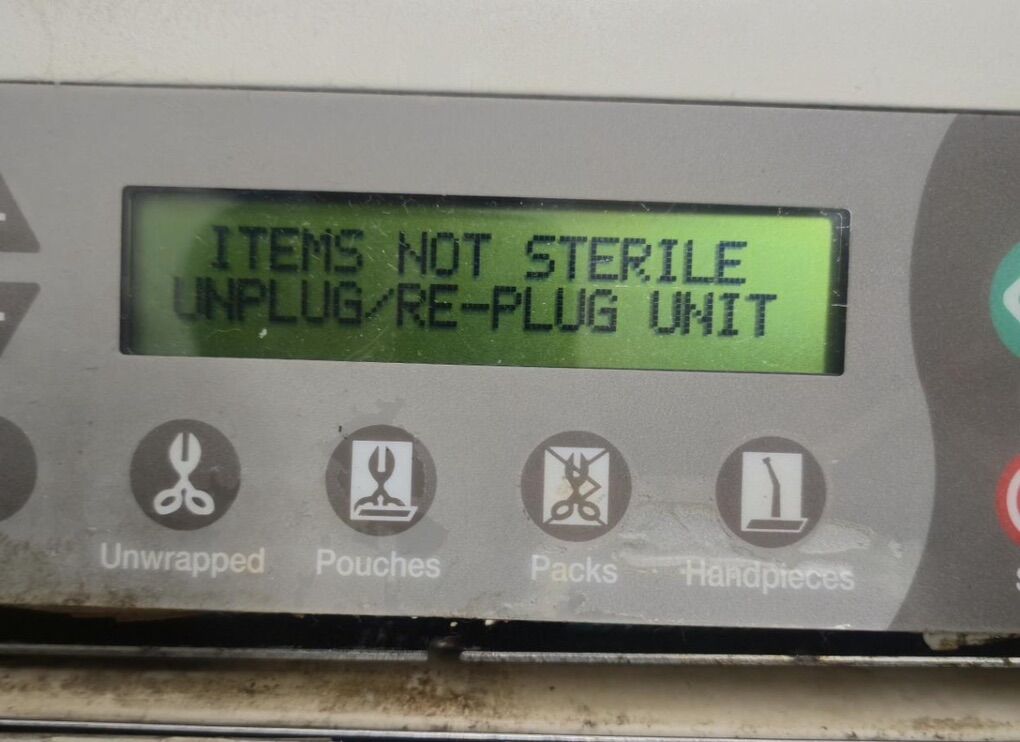 ITEMS NOT STERILE
UNPLUG/RE-PLUG UNIT
Unwrapped Pouches Packs Handpieces